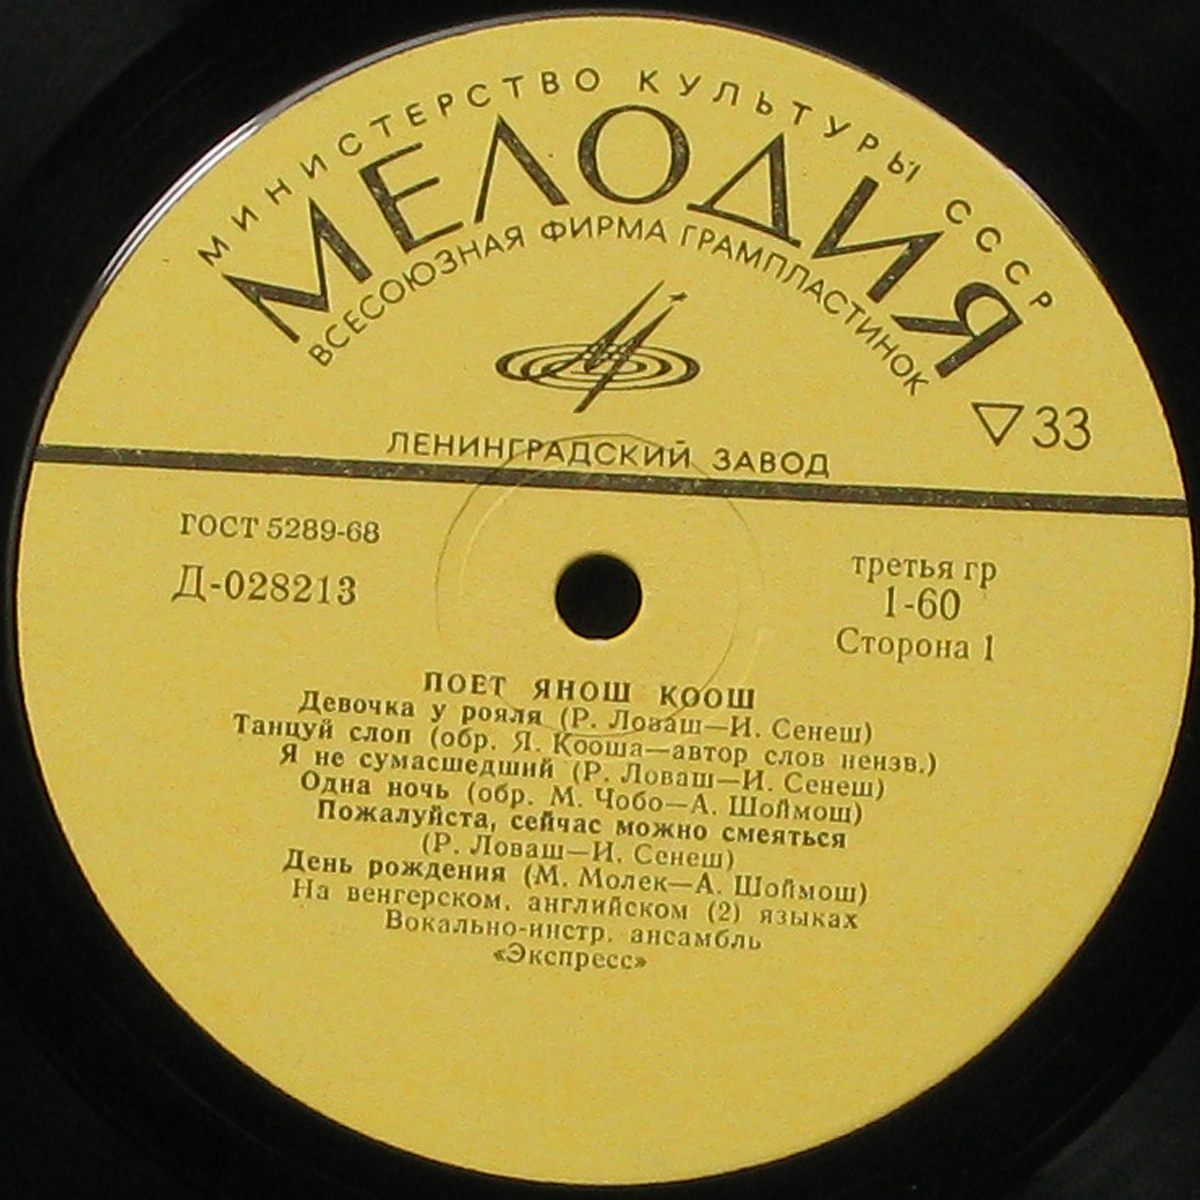 МИНИСТЕРСТВО КУЛЬТУРЫ СССР
МЕЛОДИЯ
ВСЕСОЮЗНАЯ ФИРМА ГРАМПЛАСТИНОК
▽33
ЛЕНИНГРАДСКИЙ ЗАВОД
ГОСТ 5289-68
Д-028213
третья гр
1-60
Сторона 1
ПОЕТ ЯНОШ КООШ
Девочка у рояля (Р. Ловаш—И. Сенеш)
Танцуй слоп (обр. Я. Кооша—автор слов неизв.)
Я не сумасшедший (Р. Ловаш—И. Сенеш)
Одна ночь (обр. М. Чобо—А. Шоймош)
Пожалуйста, сейчас можно смеяться
(Р. Ловаш—И. Сенеш)
День рождения (М. Молек—А. Шоймош)
На венгерском, английском (2) языках
Вокально-инстр. ансамбль
«Экспресс»